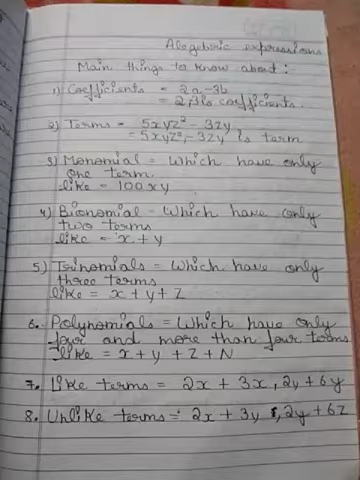 Alegebric expressions
Main things to know about:
1) Coefficients = 2a-3b
= 2,3 is coefficients.
2) Terms = 5xyz² - 3zy
= 5xyz², -3zy is term
3) Monomial = Which have only
one term.
like = 100xy
4) Bionomial = Which have only
two terms
like = x + y
5) Trinomials = Which have only
three terms
like = x + y + z
6. Polynomials = Which have only
four and more than four terms
like = x + y + z + N
7. Like terms = 2x + 3x, 2y + 6y
8. Unlike terms = 2x + 3y , 2y + 6z